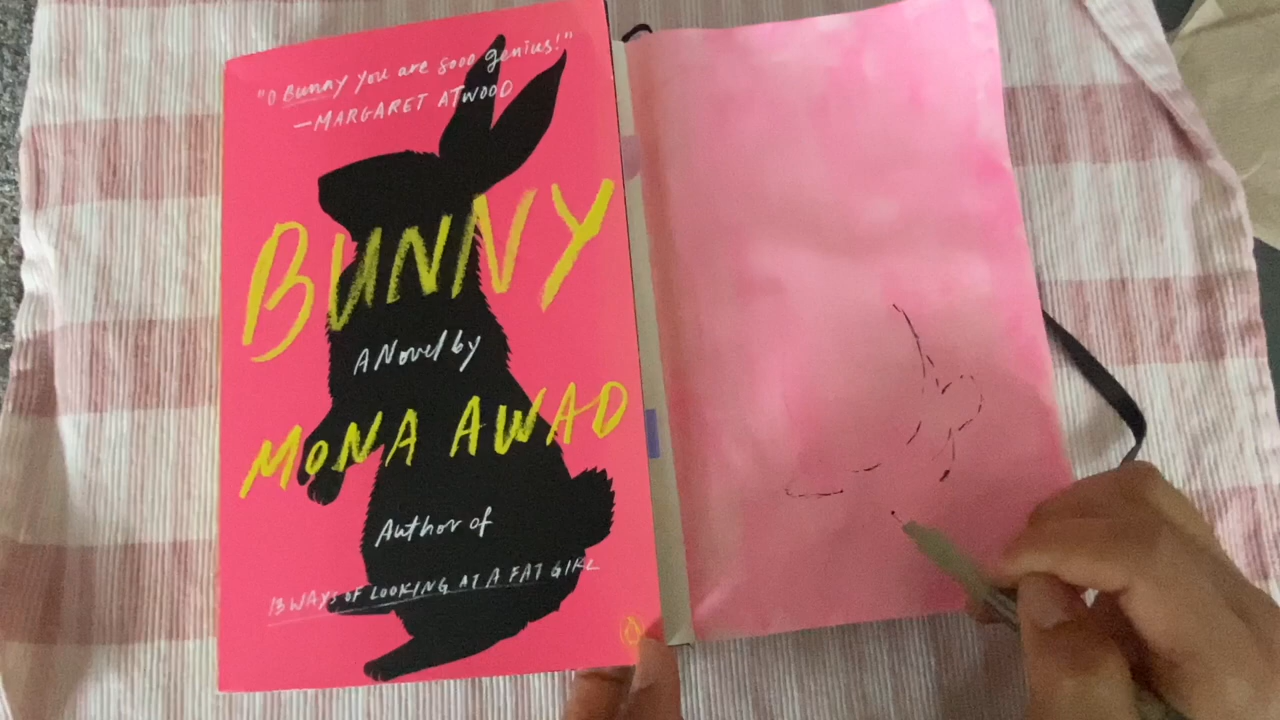 "O Bunny you are sooo genius!"
—MARGARET ATWOOD
BUNNY
A Novel by
MONA AWAD
Author of
13 WAYS OF LOOKING AT A FAT GIRL